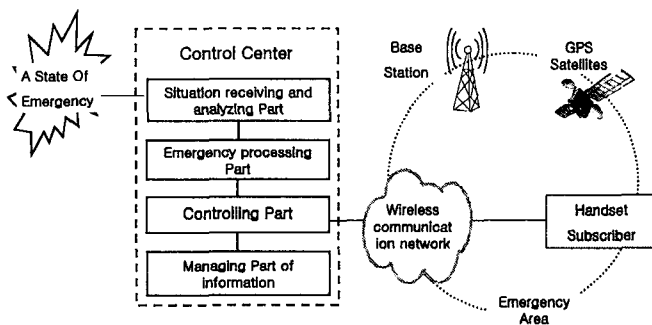 A State Of
Emergency
Control Center
Situation receiving and
analyzing Part
Emergency processing
Part
Controlling Part
Managing Part of
information
Base
Station
GPS
Satellites
Wireless
communicat
ion network
Handset
Subscriber
Emergency
Area